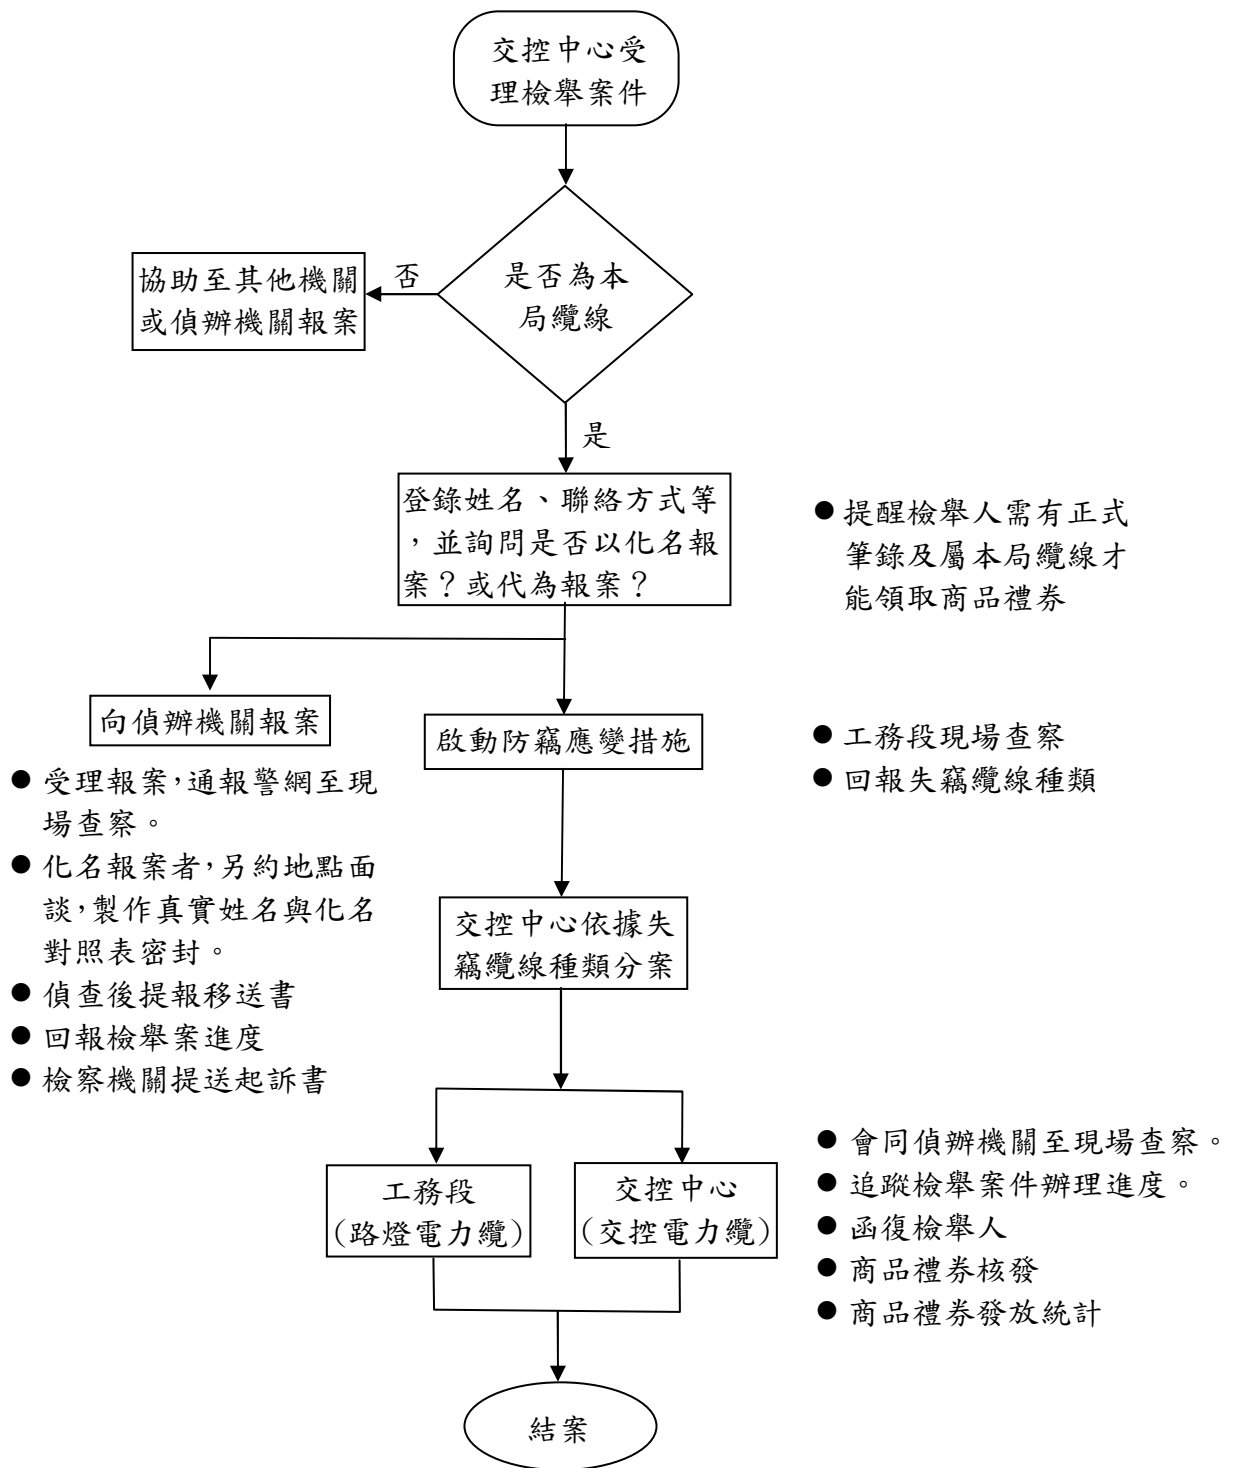 交控中心受
理檢舉案件
是否為本
局纜線
否
協助至其他機關
或偵辦機關報案
是
登錄姓名、聯絡方式等
，並詢問是否以化名報
案？或代為報案？
● 提醒檢舉人需有正式
筆錄及屬本局纜線才
能領取商品禮券
向偵辦機關報案
● 受理報案，通報警網至現
場查察。
● 化名報案者，另約地點面
談，製作真實姓名與化名
對照表密封。
● 偵查後提報移送書
● 回報檢舉案進度
● 檢察機關提送起訴書
啟動防竊應變措施
● 工務段現場查察
● 回報失竊纜線種類
交控中心依據失
竊纜線種類分案
工務段
（路燈電力纜）
交控中心
（交控電力纜）
● 會同偵辦機關至現場查察。
● 追蹤檢舉案件辦理進度。
● 函復檢舉人
● 商品禮券核發
● 商品禮券發放統計
結案